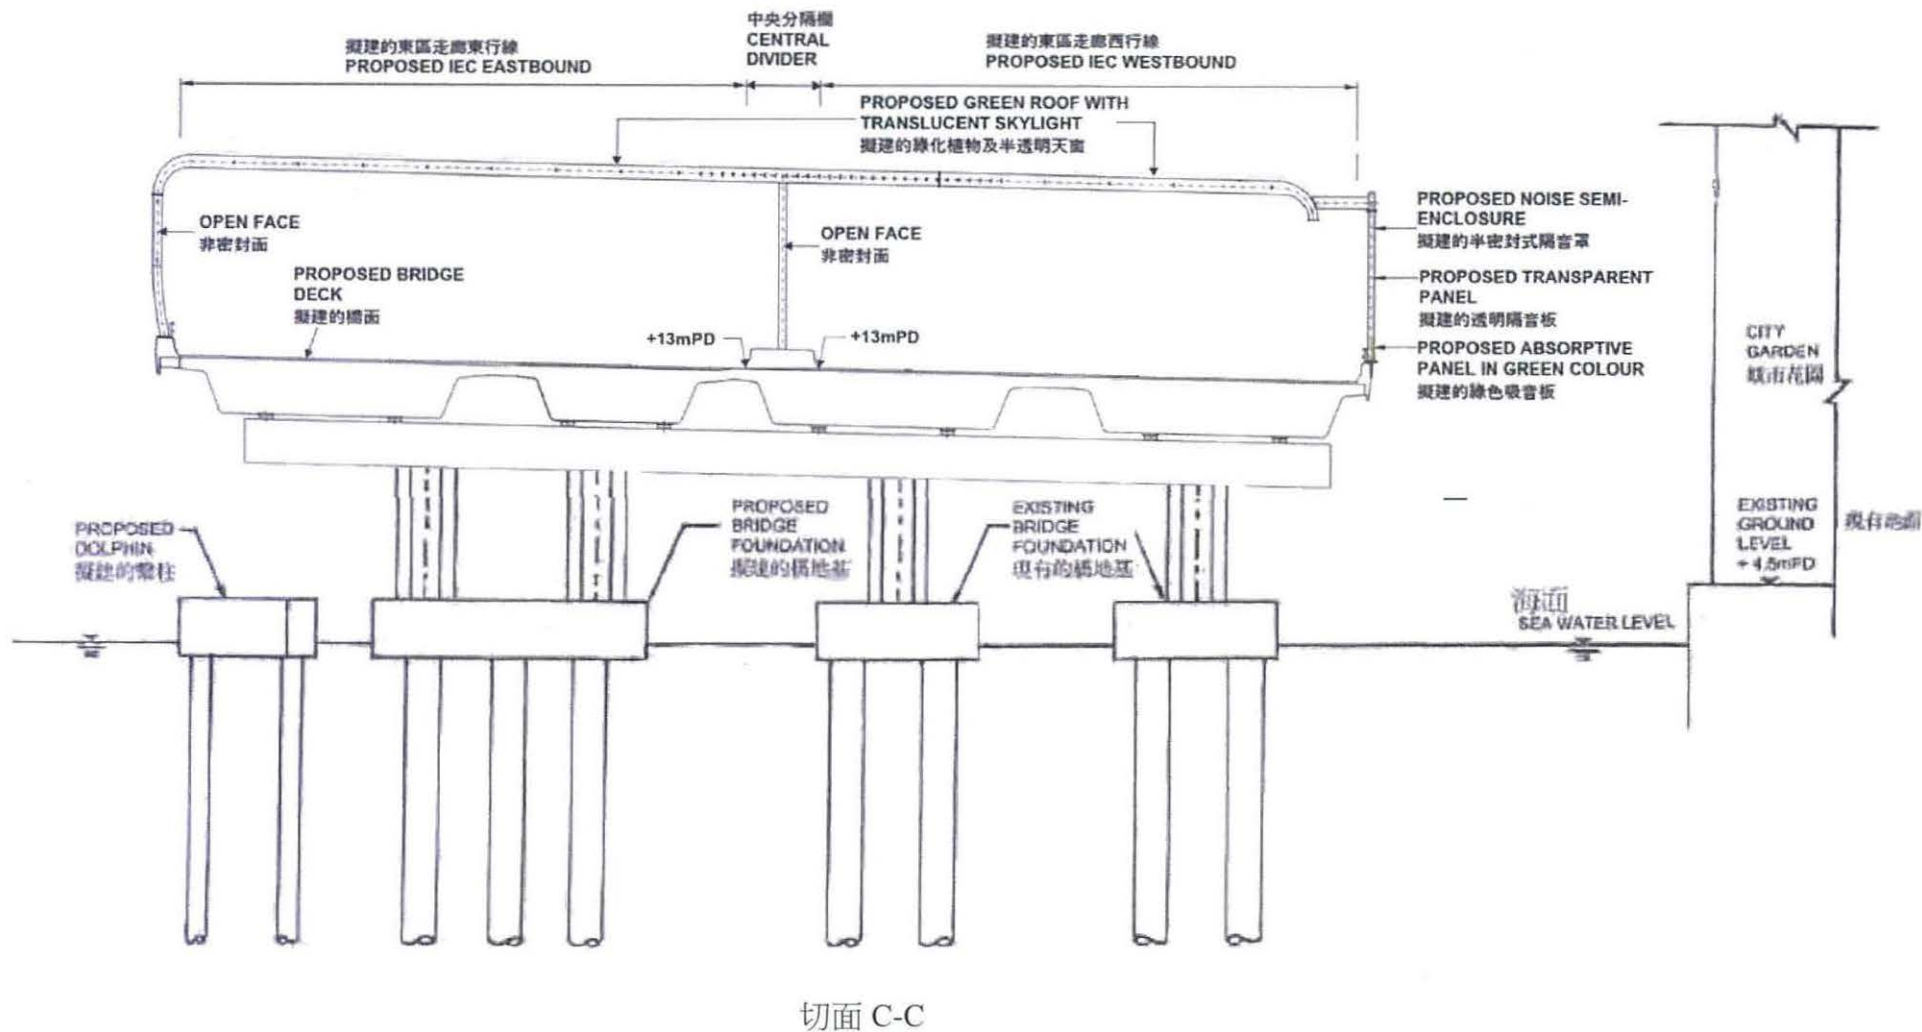 中央分隔欄
CENTRAL
DIVIDER
擬建的東區走廊東行線
PROPOSED IEC EASTBOUND
擬建的東區走廊西行線
PROPOSED IEC WESTBOUND
PROPOSED GREEN ROOF WITH
TRANSLUCENT SKYLIGHT
擬建的綠化植物及半透明天窗
OPEN FACE
非密封面
OPEN FACE
非密封面
PROPOSED BRIDGE
DECK
擬建的橋面
+13mPD
+13mPD
PROPOSED NOISE SEMI-
ENCLOSURE
擬建的半密封式隔音罩
PROPOSED TRANSPARENT
PANEL
擬建的透明隔音板
PROPOSED ABSORPTIVE
PANEL IN GREEN COLOUR
擬建的綠色吸音板
CITY
GARDEN
城市花園
PROPOSED
DOLPHIN
擬建的繫柱
PROPOSED
BRIDGE
FOUNDATION
擬建的橋地基
EXISTING
BRIDGE
FOUNDATION
現有的橋地基
EXISTING
GROUND
LEVEL
+ 4.5mPD
現有地面
海面
SEA WATER LEVEL
切面 C-C